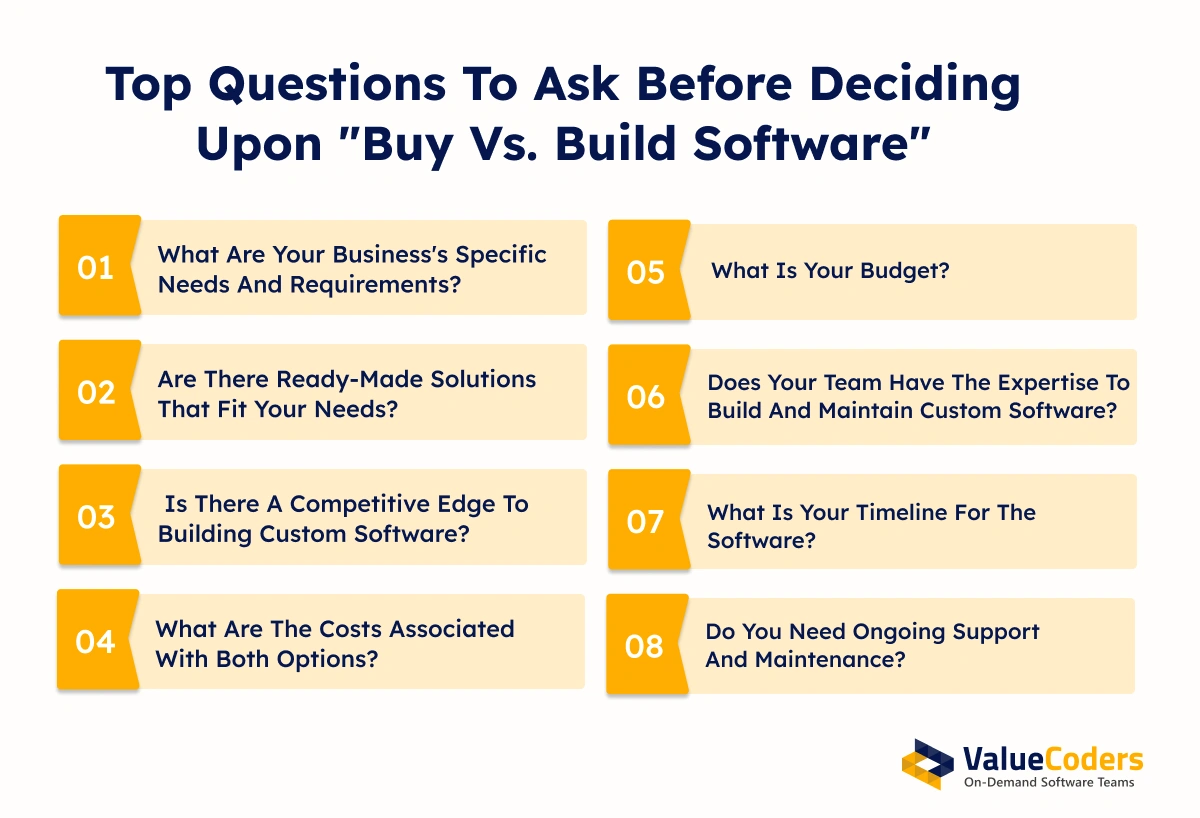 Top Questions To Ask Before Deciding
Upon "Buy Vs. Build Software"
01
What Are Your Business's Specific
Needs And Requirements?
02
Are There Ready-Made Solutions
That Fit Your Needs?
03
Is There A Competitive Edge To
Building Custom Software?
04
What Are The Costs Associated
With Both Options?
05
What Is Your Budget?
06
Does Your Team Have The Expertise To
Build And Maintain Custom Software?
07
What Is Your Timeline For The
Software?
08
Do You Need Ongoing Support
And Maintenance?
ValueCoders
On-Demand Software Teams